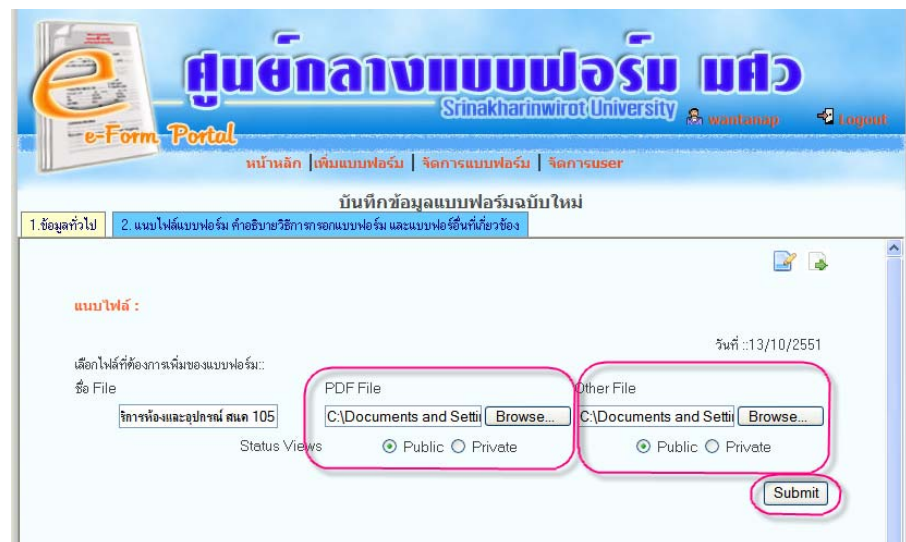 ศูนย์กลางแบบฟอร์ม มศว
Srinakharinwirot University
wantanap Logout
e-Form Portal
หน้าหลัก |เพิ่มแบบฟอร์ม | จัดการแบบฟอร์ม | จัดการuser
บันทึกข้อมูลแบบฟอร์มฉบับใหม่
1.ข้อมูลทั่วไป 2. แนบไฟล์แบบฟอร์ม คำอธิบายวิธีการกรอกแบบฟอร์ม และแบบฟอร์อื่นที่เกี่ยวข้อง
แนบไฟล์ :
วันที่ ::13/10/2551
เลือกไฟล์ที่ต้องการเพิ่มของแบบฟอร์ม::
ชื่อ File PDF File Other File
ริการห้องและอุปกรณ์ สนค 105 C:\Documents and Settii Browse... C:\Documents and Settii Browse...
Status Views Public Private Public Private
Submit